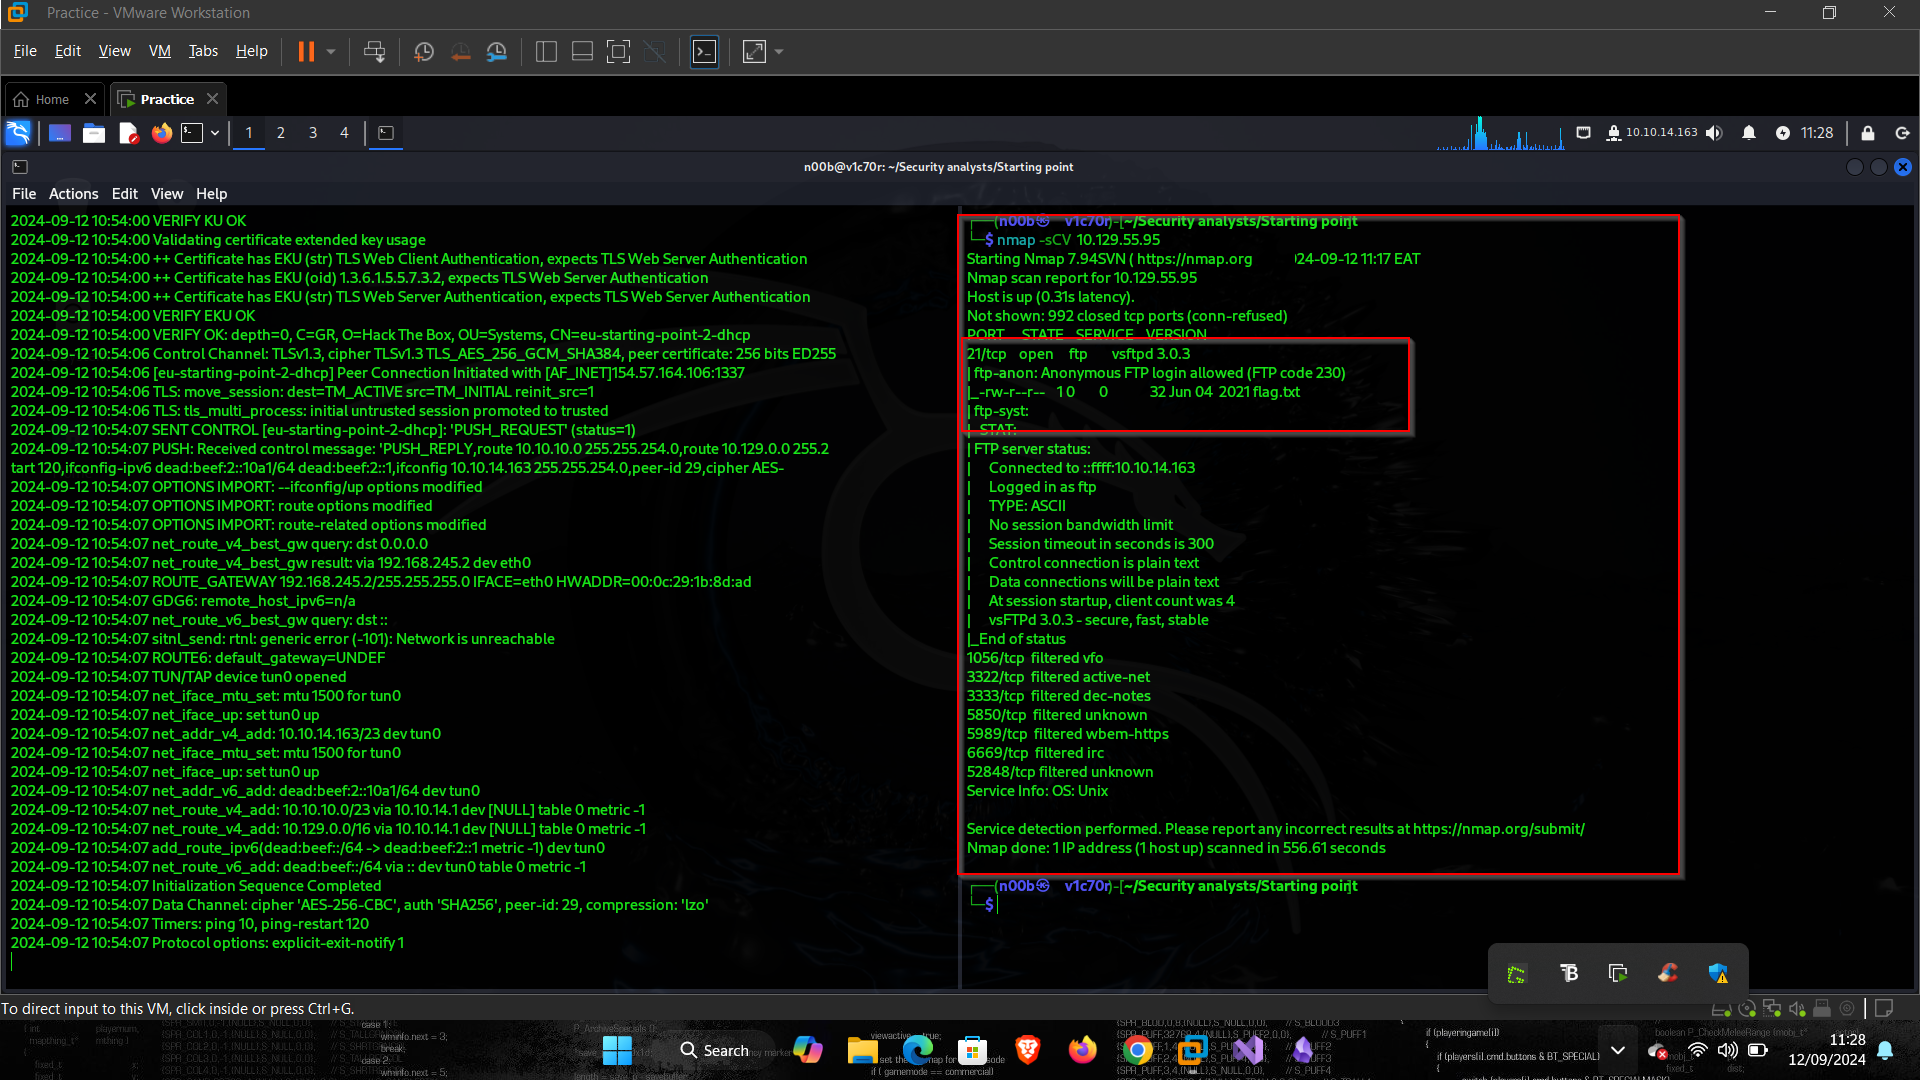 Practice - VMware Workstation
File Edit View VM Tabs Help
Home
Practice
1 2 3 4
10.10.14.163
11:28
n00b@v1c70r: ~/Security analysts/Starting point
File Actions Edit View Help
2024-09-12 10:54:00 VERIFY KU OK
2024-09-12 10:54:00 Validating certificate extended key usage
2024-09-12 10:54:00 ++ Certificate has EKU (str) TLS Web Client Authentication, expects TLS Web Server Authentication
2024-09-12 10:54:00 ++ Certificate has EKU (oid) 1.3.6.1.5.5.7.3.2, expects TLS Web Server Authentication
2024-09-12 10:54:00 ++ Certificate has EKU (str) TLS Web Server Authentication, expects TLS Web Server Authentication
2024-09-12 10:54:00 VERIFY EKU OK
2024-09-12 10:54:00 VERIFY OK: depth=0, C=GR, O=Hack The Box, OU=Systems, CN=eu-starting-point-2-dhcp
2024-09-12 10:54:06 Control Channel: TLSv1.3, cipher TLSv1.3 TLS_AES_256_GCM_SHA384, peer certificate: 256 bits ED255
2024-09-12 10:54:06 [eu-starting-point-2-dhcp] Peer Connection Initiated with [AF_INET]154.57.164.106:1337
2024-09-12 10:54:06 TLS: move_session: dest=TM_ACTIVE src=TM_INITIAL reinit_src=1
2024-09-12 10:54:06 TLS: tls_multi_process: initial untrusted session promoted to trusted
2024-09-12 10:54:07 SENT CONTROL [eu-starting-point-2-dhcp]: 'PUSH_REQUEST' (status=1)
2024-09-12 10:54:07 PUSH: Received control message: 'PUSH_REPLY,route 10.10.10.0 255.255.254.0,route 10.129.0.0 255.2
tart 120,ifconfig-ipv6 dead:beef:2::10a1/64 dead:beef:2::1,ifconfig 10.10.14.163 255.255.254.0,peer-id 29,cipher AES-
2024-09-12 10:54:07 OPTIONS IMPORT: --ifconfig/up options modified
2024-09-12 10:54:07 OPTIONS IMPORT: route options modified
2024-09-12 10:54:07 OPTIONS IMPORT: route-related options modified
2024-09-12 10:54:07 net_route_v4_best_gw query: dst 0.0.0.0
2024-09-12 10:54:07 net_route_v4_best_gw result: via 192.168.245.2 dev eth0
2024-09-12 10:54:07 ROUTE_GATEWAY 192.168.245.2/255.255.255.0 IFACE=eth0 HWADDR=00:0c:29:1b:8d:ad
2024-09-12 10:54:07 GDG6: remote_host_ipv6=n/a
2024-09-12 10:54:07 net_route_v6_best_gw query: dst ::
2024-09-12 10:54:07 sitnl_send: rtnl: generic error (-101): Network is unreachable
2024-09-12 10:54:07 ROUTE6: default_gateway=UNDEF
2024-09-12 10:54:07 TUN/TAP device tun0 opened
2024-09-12 10:54:07 net_iface_mtu_set: mtu 1500 for tun0
2024-09-12 10:54:07 net_iface_up: set tun0 up
2024-09-12 10:54:07 net_addr_v4_add: 10.10.14.163/23 dev tun0
2024-09-12 10:54:07 net_iface_mtu_set: mtu 1500 for tun0
2024-09-12 10:54:07 net_iface_up: set tun0 up
2024-09-12 10:54:07 net_addr_v6_add: dead:beef:2::10a1/64 dev tun0
2024-09-12 10:54:07 net_route_v4_add: 10.10.10.0/23 via 10.10.14.1 dev [NULL] table 0 metric -1
2024-09-12 10:54:07 net_route_v4_add: 10.129.0.0/16 via 10.10.14.1 dev [NULL] table 0 metric -1
2024-09-12 10:54:07 add_route_ipv6(dead:beef::/64 -> dead:beef:2::1 metric -1) dev tun0
2024-09-12 10:54:07 net_route_v6_add: dead:beef::/64 via :: dev tun0 table 0 metric -1
2024-09-12 10:54:07 Initialization Sequence Completed
2024-09-12 10:54:07 Data Channel: cipher 'AES-256-CBC', auth 'SHA256', peer-id: 29, compression: 'lzo'
2024-09-12 10:54:07 Timers: ping 10, ping-restart 120
2024-09-12 10:54:07 Protocol options: explicit-exit-notify 1
(n00b㉿v1c70r)-[~/Security analysts/Starting point]
$ nmap -sCV 10.129.55.95
Starting Nmap 7.94SVN ( https://nmap.org 24-09-12 11:17 EAT
Nmap scan report for 10.129.55.95
Host is up (0.31s latency).
Not shown: 992 closed tcp ports (conn-refused)
PORT STATE SERVICE VERSION
21/tcp open ftp vsftpd 3.0.3
| ftp-anon: Anonymous FTP login allowed (FTP code 230)
|_-rw-r--r-- 1 0 0 32 Jun 04 2021 flag.txt
| ftp-syst:
| STAT:
| FTP server status:
| Connected to ::ffff:10.10.14.163
| Logged in as ftp
| TYPE: ASCII
| No session bandwidth limit
| Session timeout in seconds is 300
| Control connection is plain text
| Data connections will be plain text
| At session startup, client count was 4
| vsFTPd 3.0.3 - secure, fast, stable
|_End of status
1056/tcp filtered vfo
3322/tcp filtered active-net
3333/tcp filtered dec-notes
5850/tcp filtered unknown
5989/tcp filtered wbem-https
6669/tcp filtered irc
52848/tcp filtered unknown
Service Info: OS: Unix
Service detection performed. Please report any incorrect results at https://nmap.org/submit/
Nmap done: 1 IP address (1 host up) scanned in 556.61 seconds
(n00b㉿v1c70r)-[~/Security analysts/Starting point]
$
To direct input to this VM, click inside or press Ctrl+G.
Search
11:28
12/09/2024